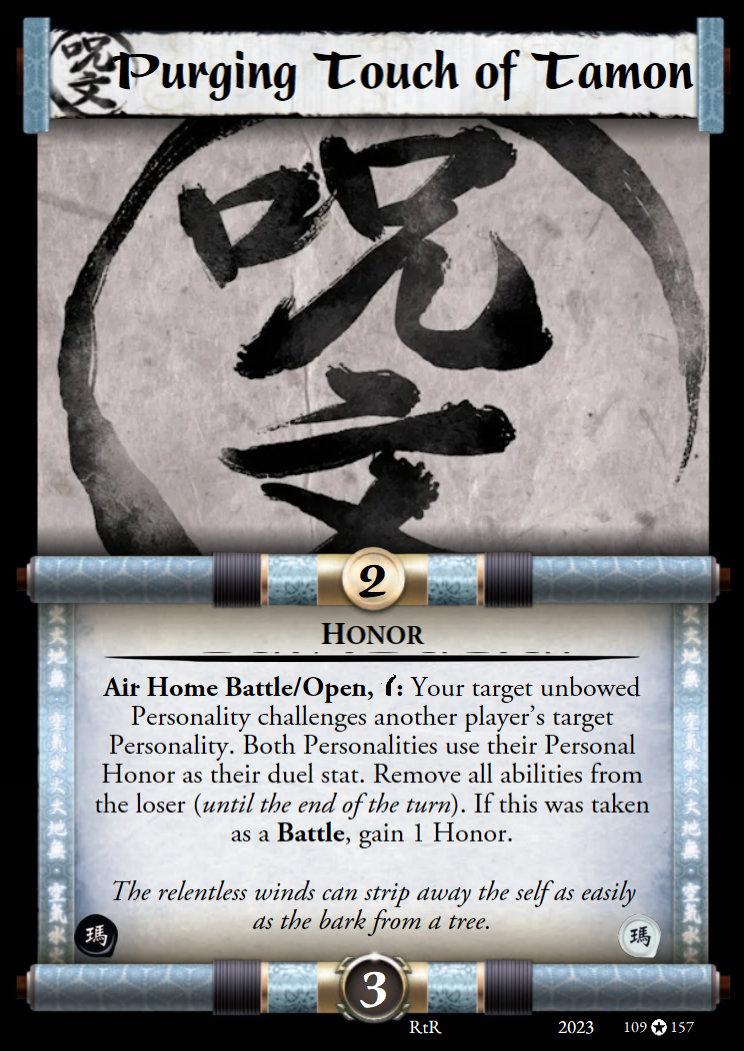 呪文
Purging Touch of Tamon
呪文
2
HONOR
Air Home Battle/Open, : Your target unbowed
Personality challenges another player's target
Personality. Both Personalities use their Personal
Honor as their duel stat. Remove all abilities from
the loser (until the end of the turn). If this was taken
as a Battle, gain 1 Honor.
The relentless winds can strip away the self as easily
as the bark from a tree.
瑪
瑪
3
RtR 2023 109 157